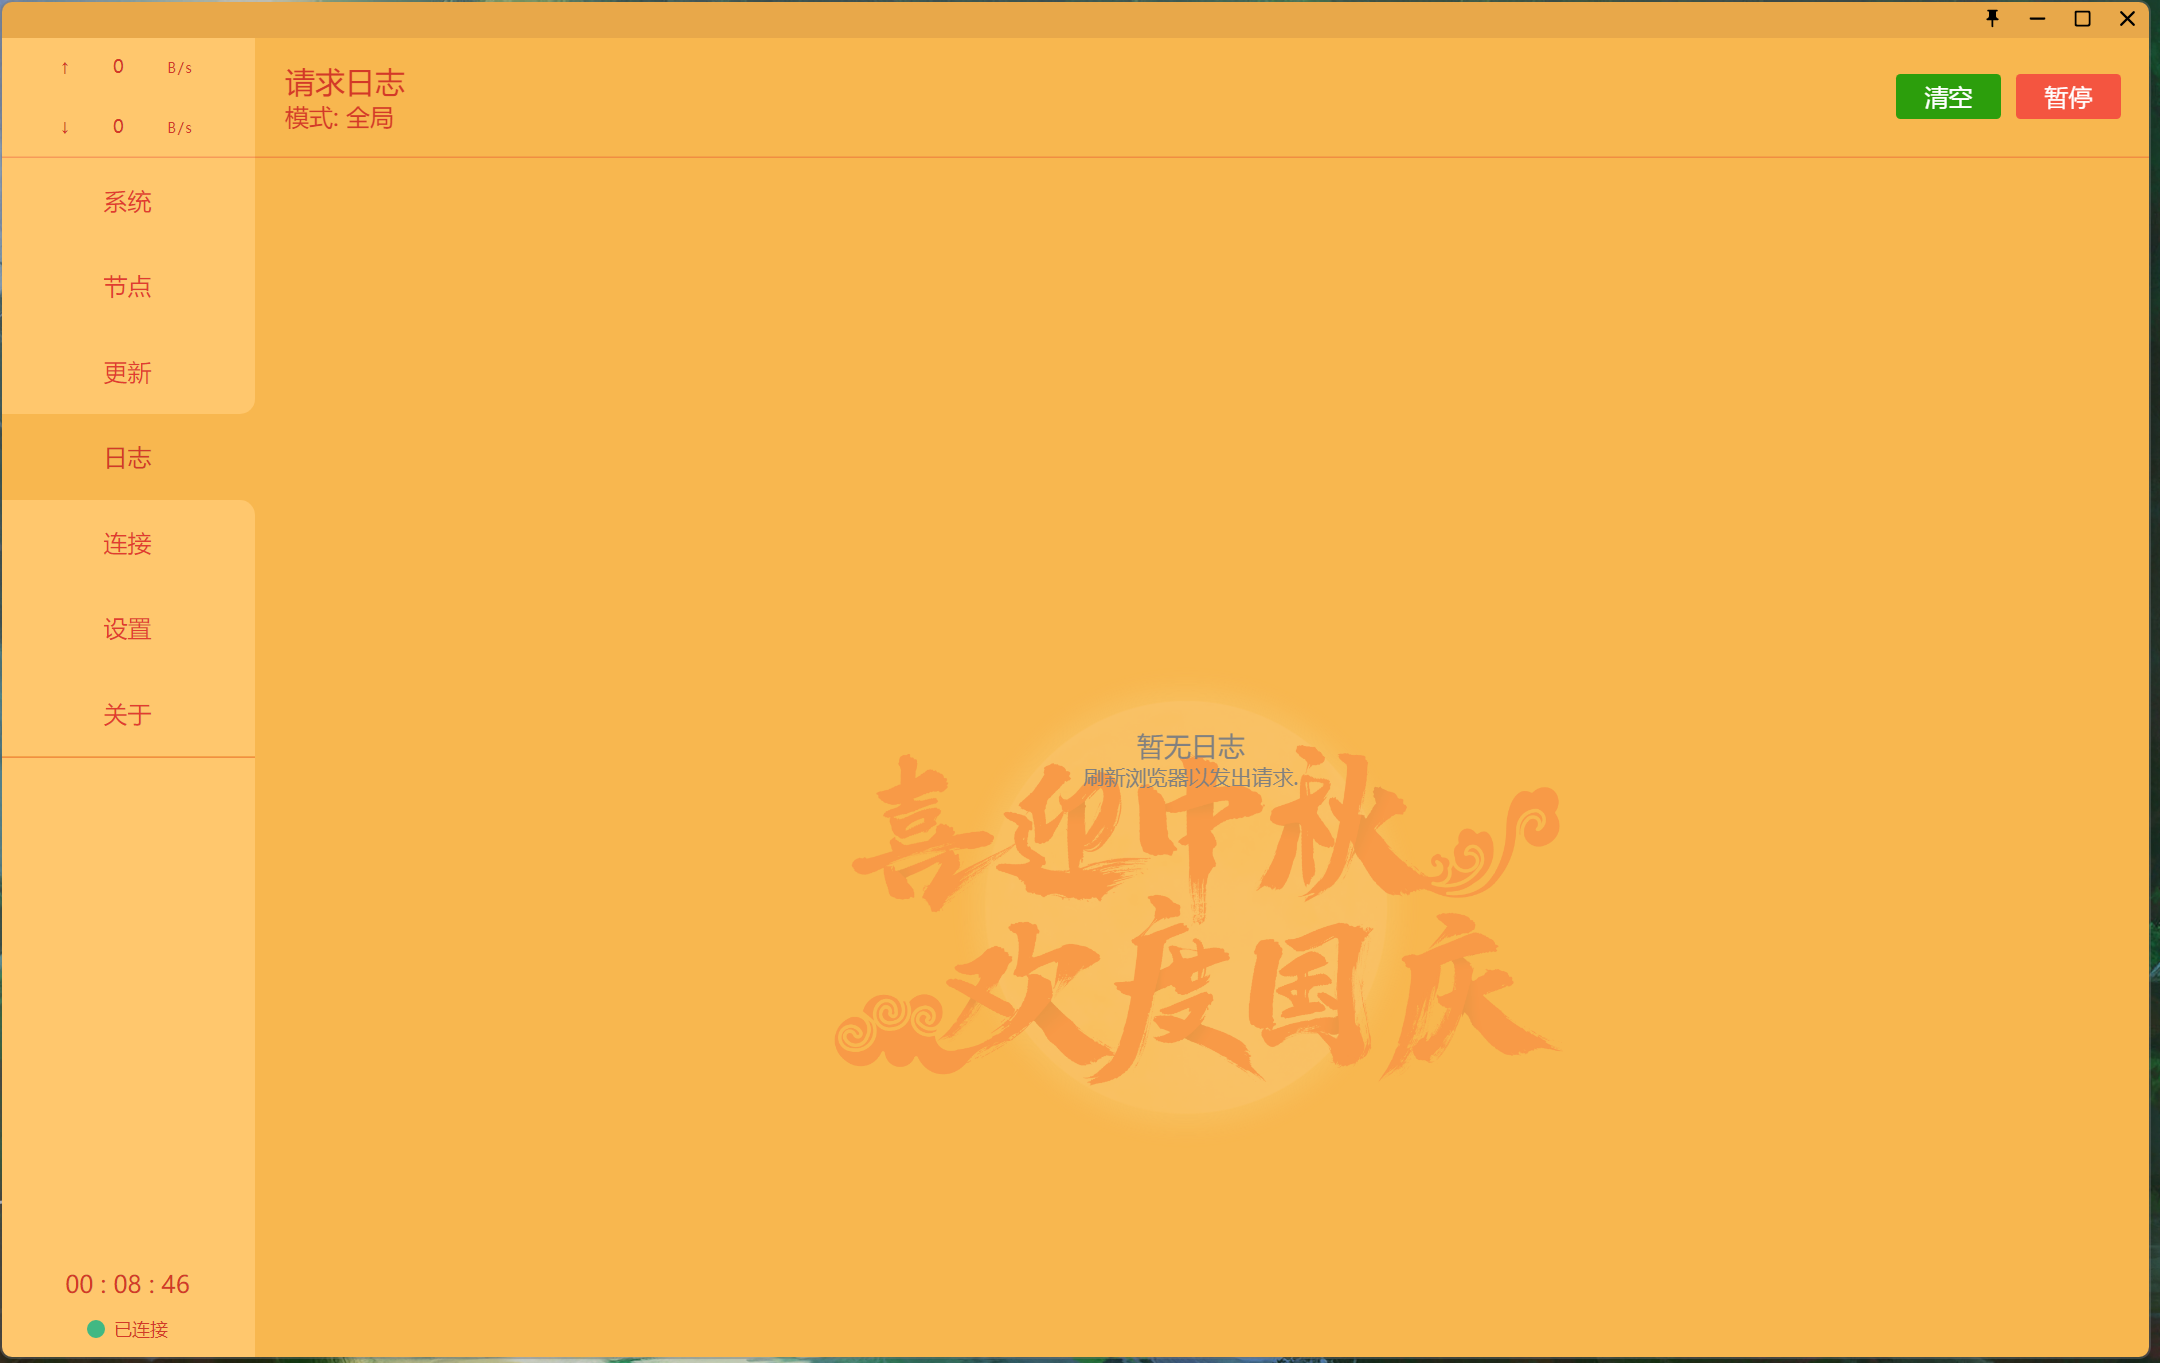 ↑ 0 B/s
↓ 0 B/s
请求日志
模式: 全局
清空
暂停
系统
节点
更新
日志
连接
设置
关于
暂无日志
刷新浏览器以发出请求.
喜迎中秋
欢度国庆
00 : 08 : 46
已连接